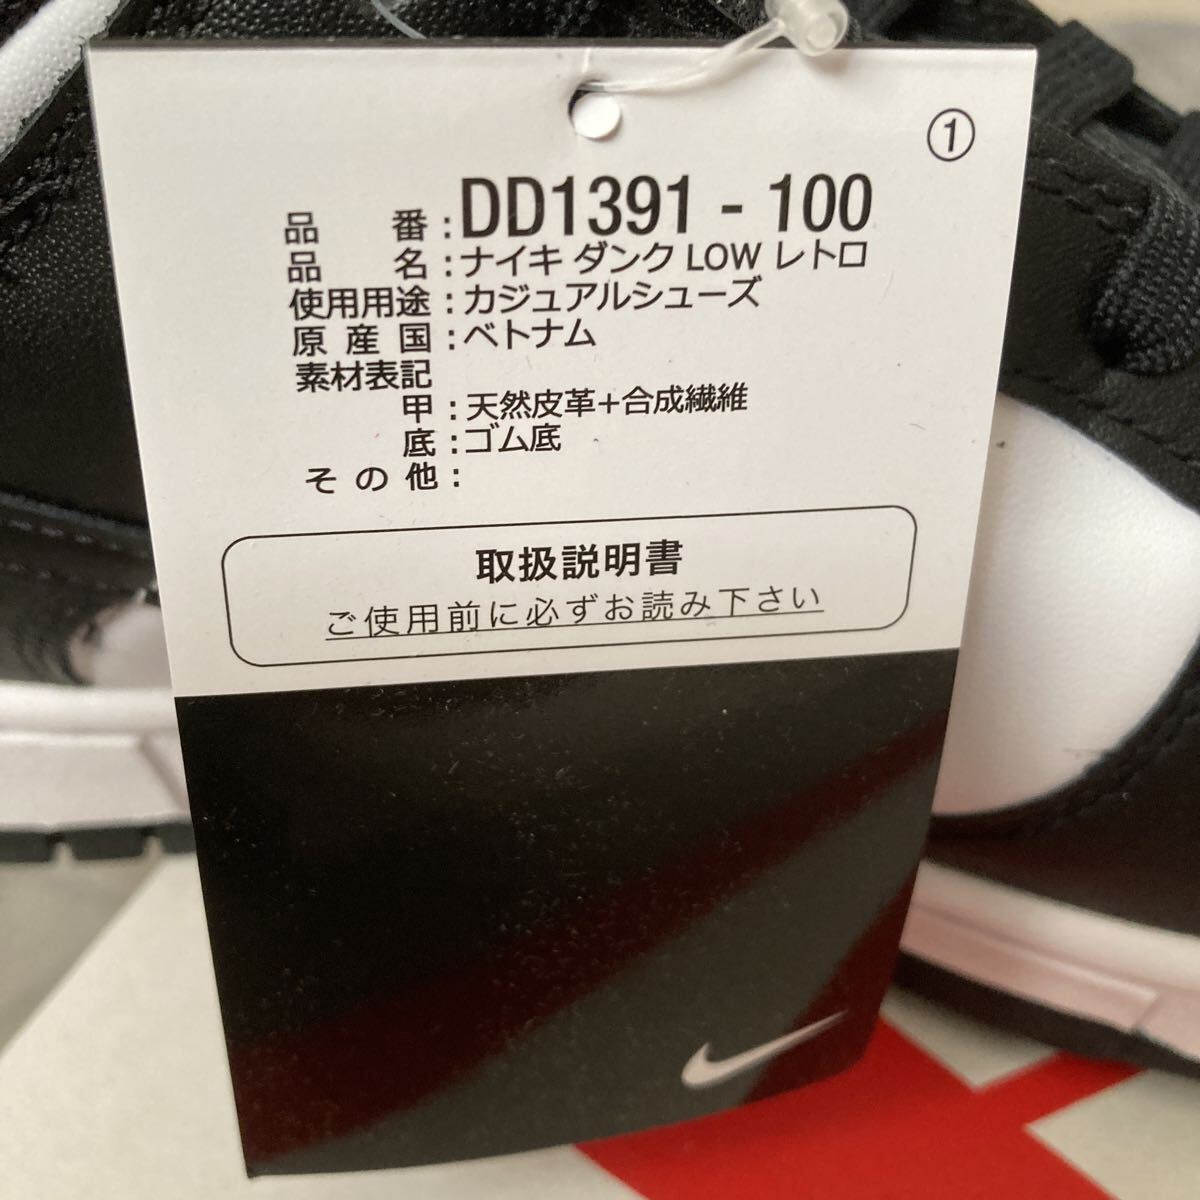 ①
品番：DD1391 - 100
品名：ナイキ ダンク LOW レトロ
使用用途：カジュアルシューズ
原産国：ベトナム
素材表記
甲：天然皮革+合成繊維
底：ゴム底
その他：
取扱説明書
ご使用前に必ずお読み下さい